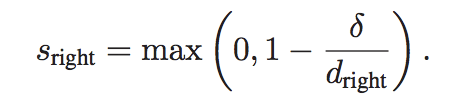 s_right = max (0, 1 − δ / d_right).